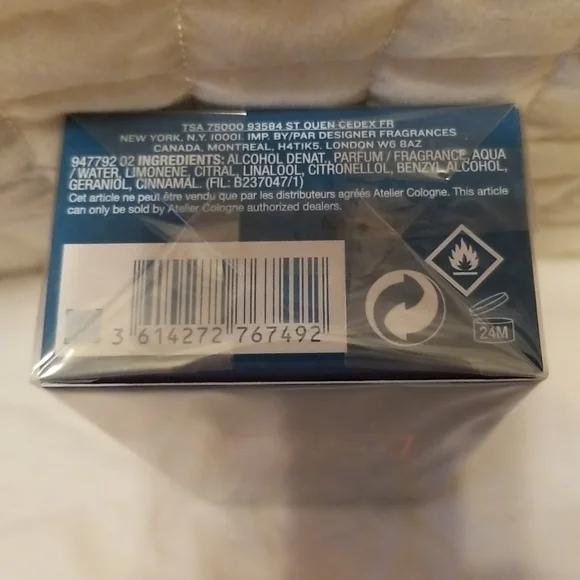 TSA 75000 93584 ST OUEN CEDEX FR
NEW YORK, N.Y. 10001. IMP. BY/PAR DESIGNER FRAGRANCES
CANADA, MONTREAL, H4T1K5. LONDON W6 8AZ
947792 02 INGREDIENTS: ALCOHOL DENAT. PARFUM / FRAGRANCE, AQUA
/ WATER, LIMONENE, CITRAL, LINALOOL, CITRONELLOL, BENZYL ALCOHOL,
GERANIOL, CINNAMAL. (FIL: B237047/1)
Cet article ne peut être vendu que par les distributeurs agréés Atelier Cologne. This article
can only be sold by Atelier Cologne authorized dealers.
3 614272 767492
24M